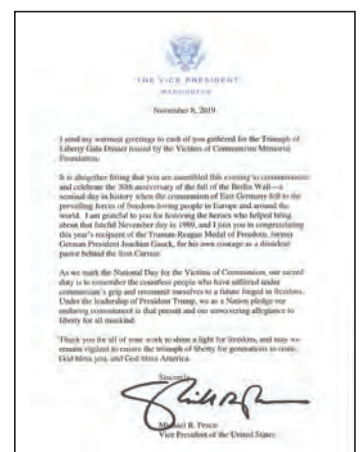 THE VICE PRESIDENT
WASHINGTON
November 8, 2019
I send my warmest greetings to each of you gathered for the Triumph of
Liberty Gala Dinner hosted by the Victims of Communism Memorial
Foundation.
It is altogether fitting that you are assembled this evening to commemorate
and celebrate the 30th anniversary of the fall of the Berlin Wall—a
seminal day in history when the communism of East Germany fell to the
prevailing forces of freedom-loving people in Europe and around the
world. I am grateful to you for honoring the heroes who helped bring
about that fateful November day in 1989, and I join you in congratulating
this year's recipient of the Truman-Reagan Medal of Freedom, former
German President Joachim Gauck, for his own courage as a dissident
pastor behind the Iron Curtain.
As we mark the National Day for the Victims of Communism, our sacred
duty is to remember the countless people who have suffered under
communism's grip and recommit ourselves to a future forged in freedom.
Under the leadership of President Trump, we as a Nation pledge our
enduring commitment to that pursuit and our unwavering allegiance to
liberty for all mankind.
Thank you for all of your work to shine a light for freedom, and may we
remain vigilant to ensure the triumph of liberty for generations to come.
God bless you, and God bless America.
Sincerely,
Michael R. Pence
Vice President of the United States